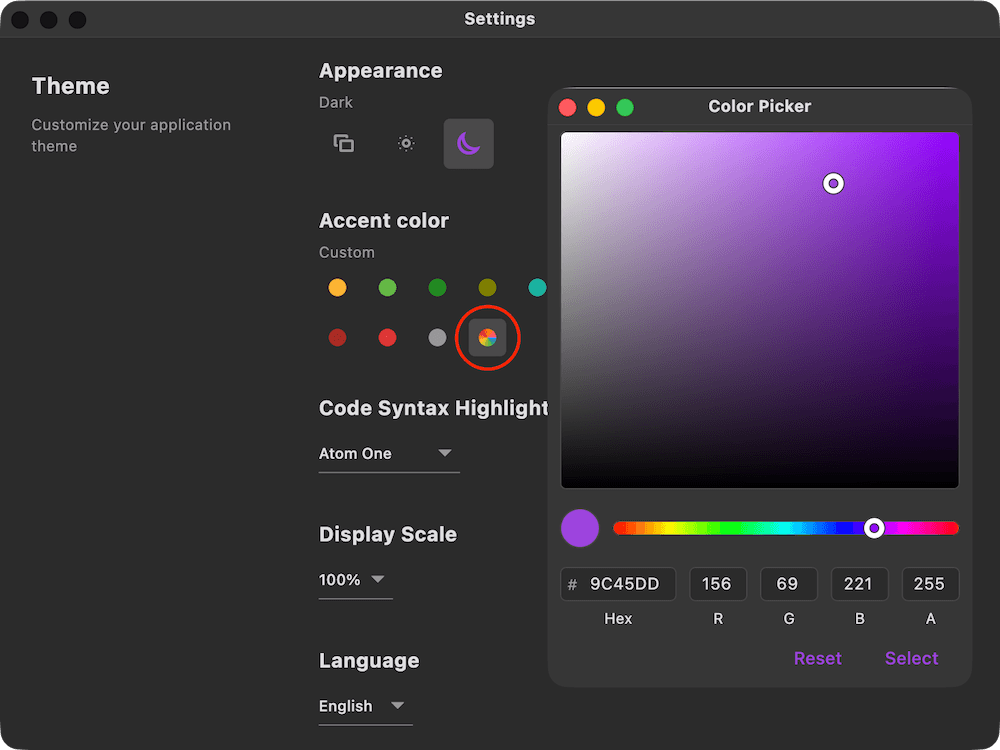 Settings
Theme
Customize your application
theme
Appearance
Dark
Accent color
Custom
Code Syntax Highlight
Atom One
Display Scale
100%
Language
English
Color Picker
# 9C45DD 156 69 221 255
Hex R G B A
Reset Select